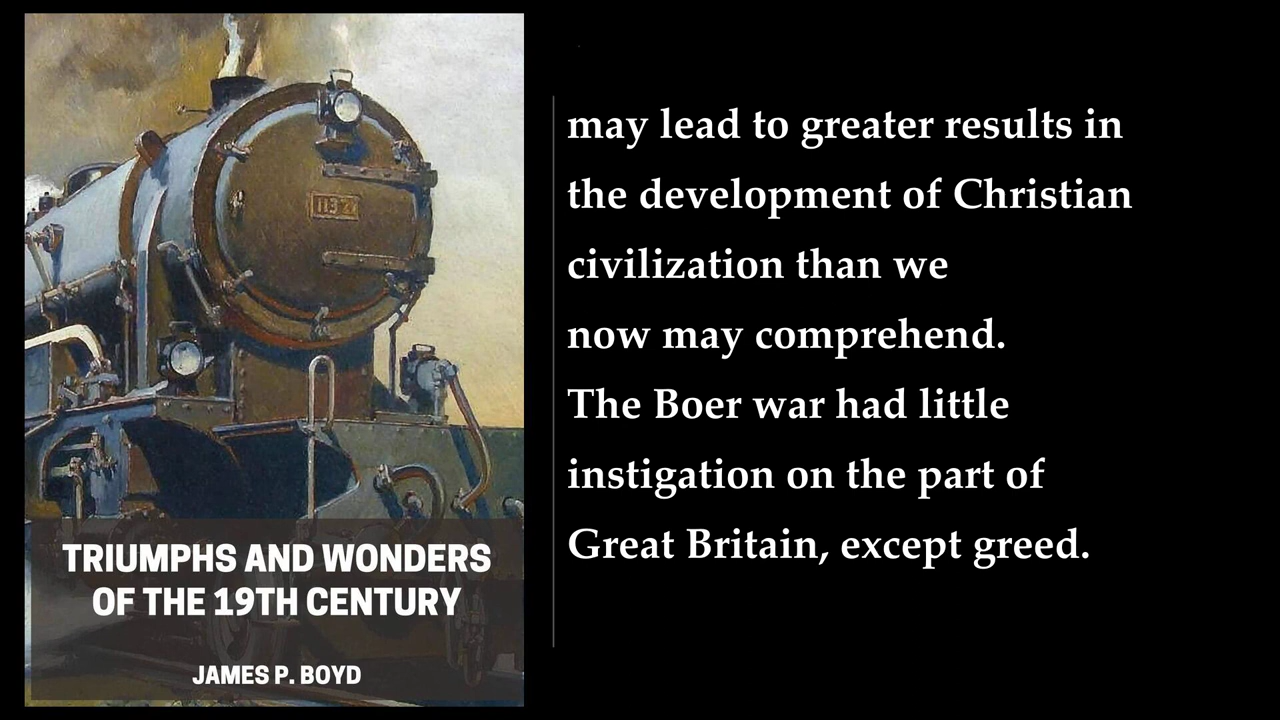 1132
TRIUMPHS AND WONDERS
OF THE 19TH CENTURY
JAMES P. BOYD
may lead to greater results in
the development of Christian
civilization than we
now may comprehend.
The Boer war had little
instigation on the part of
Great Britain, except greed.